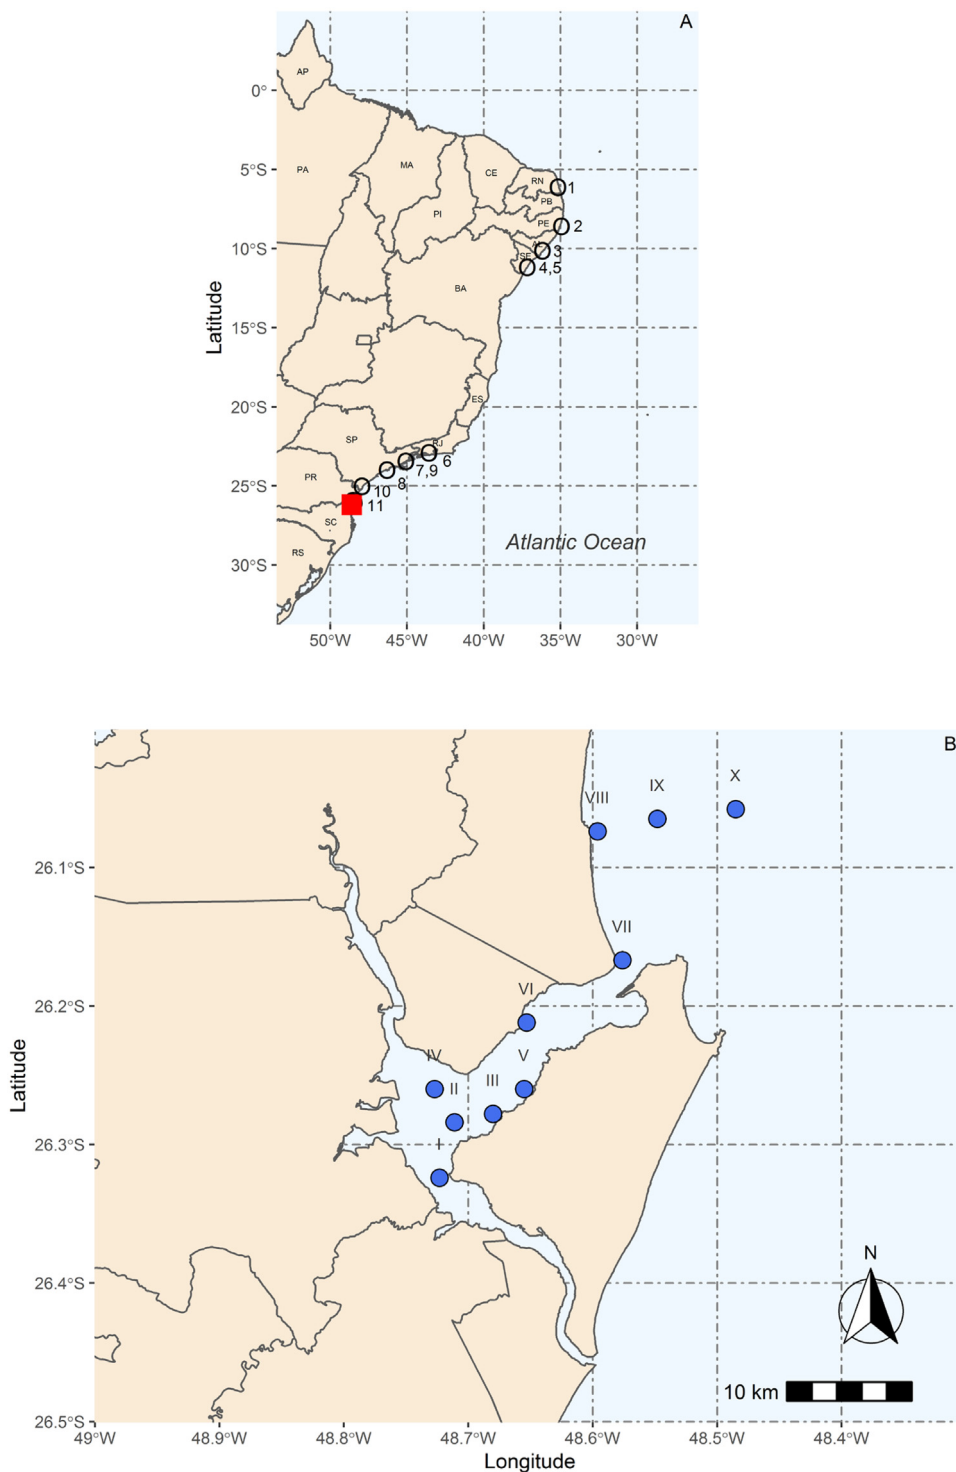 A
AP
0°
5°S
PA
MA
CE
RN
1
PB
PI
PE
2
10°S
AL
3
SE
4,5
BA
Latitude
15°S
20°S
ES
SP
RJ
6
7,9
PR
8
25°S
10
11
SC
Atlantic Ocean
RS
30°S
50°W 45°W 40°W 35°W 30°W
B
X
IX
VIII
26.1°S
VII
VI
26.2°S
IV
V
III
II
Latitude
I
26.3°S
N
26.4°S
10 km
26.5°S
49°W 48.9°W 48.8°W 48.7°W 48.6°W 48.5°W 48.4°W
Longitude